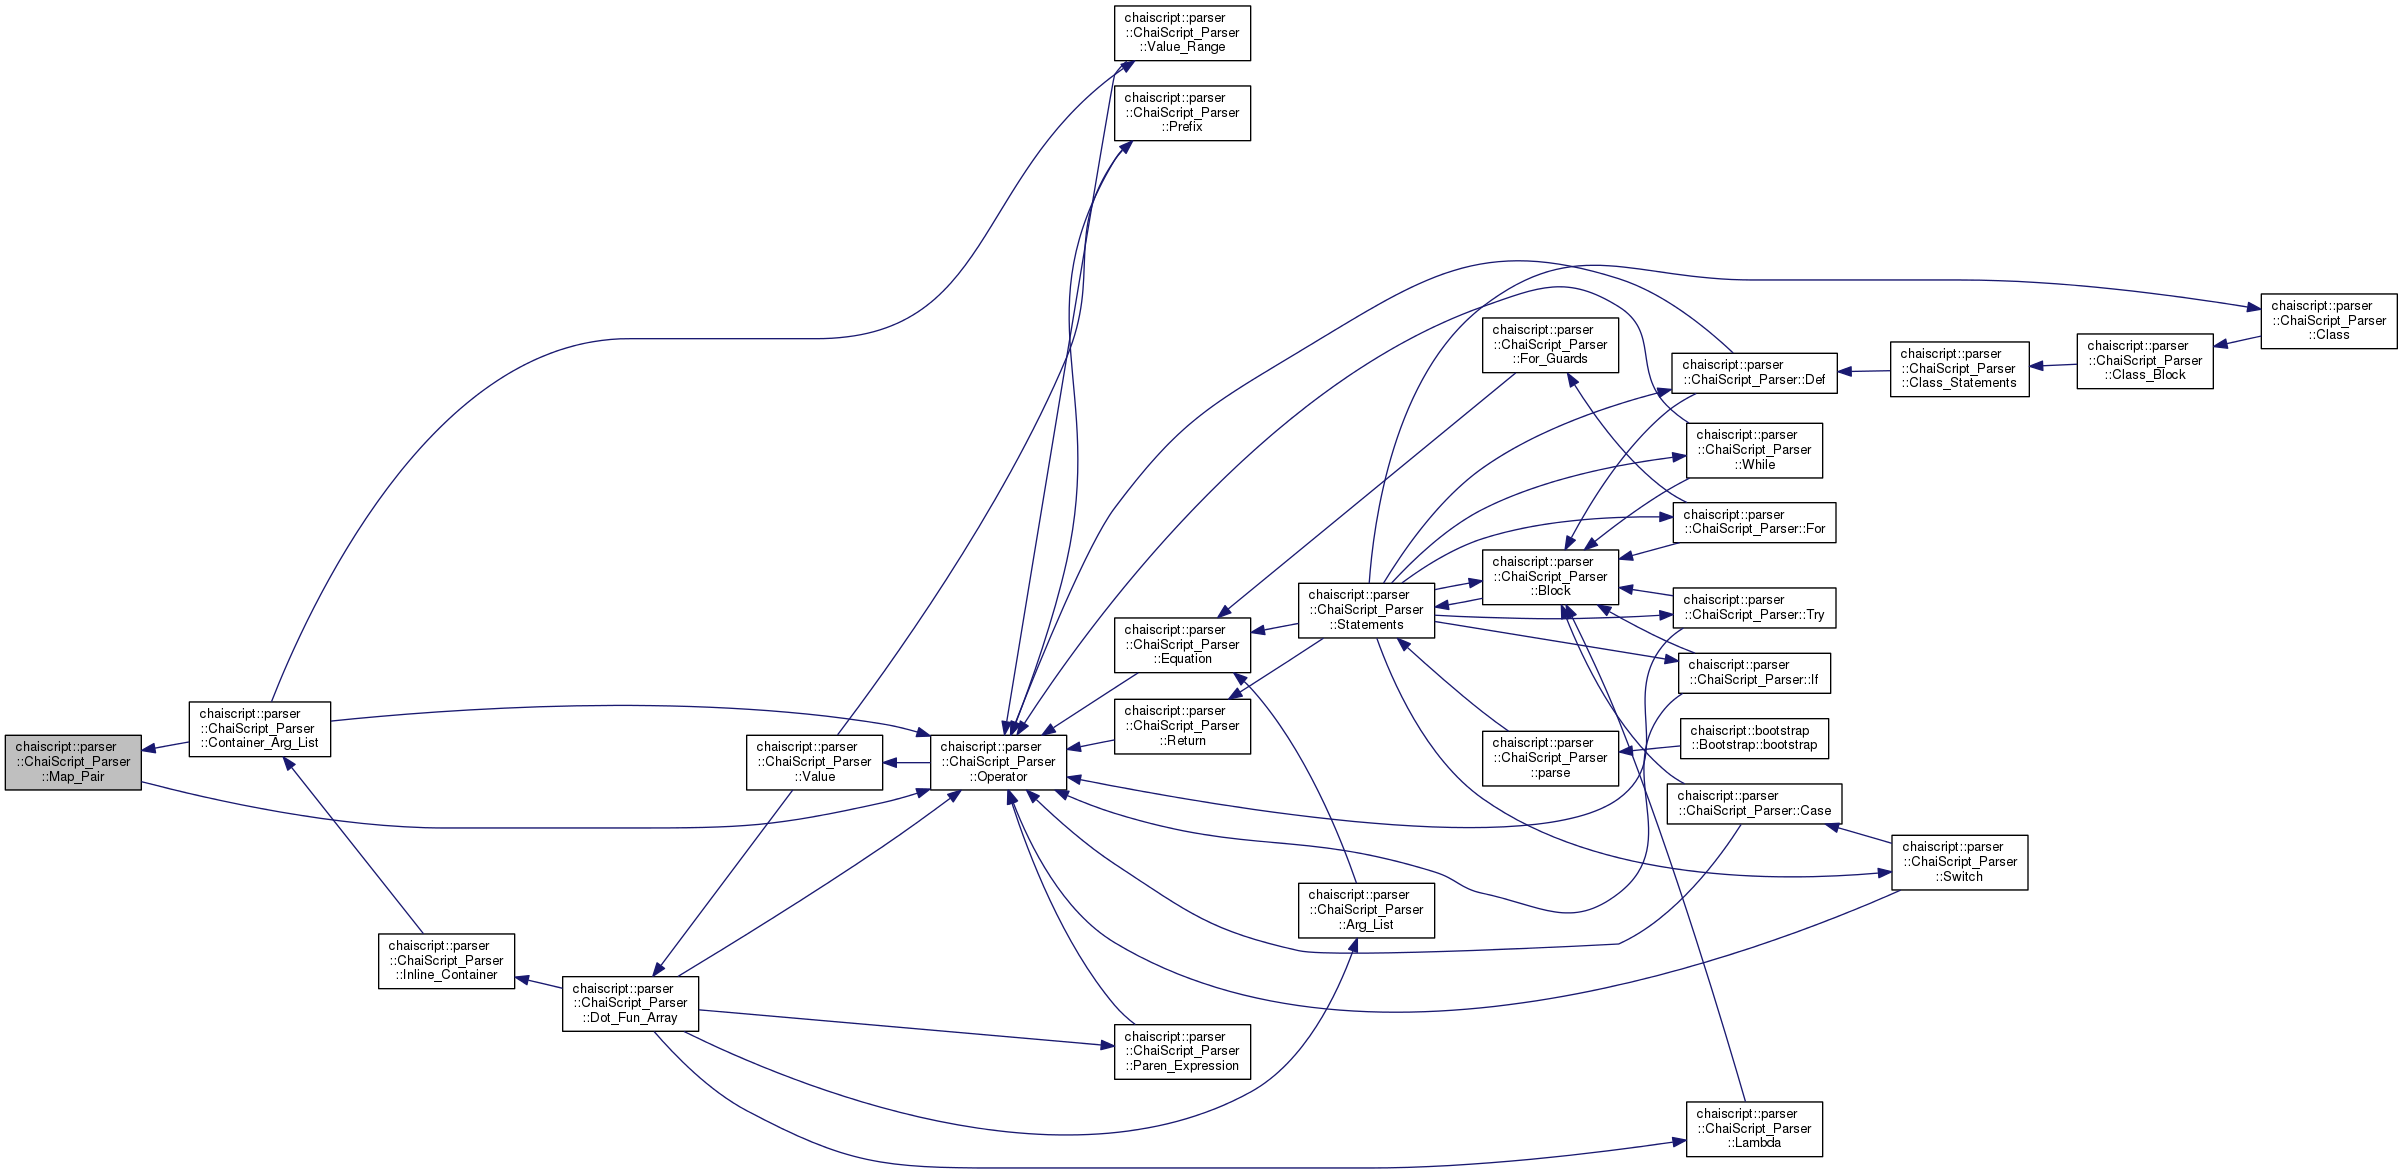 chaiscript::parser
::ChaiScript_Parser
::Value_Range
chaiscript::parser
::ChaiScript_Parser
::Prefix
chaiscript::parser
::ChaiScript_Parser
::Class
chaiscript::parser
::ChaiScript_Parser
::For_Guards
chaiscript::parser
::ChaiScript_Parser::Def
chaiscript::parser
::ChaiScript_Parser
::Class_Statements
chaiscript::parser
::ChaiScript_Parser
::Class_Block
chaiscript::parser
::ChaiScript_Parser
::While
chaiscript::parser
::ChaiScript_Parser::For
chaiscript::parser
::ChaiScript_Parser
::Block
chaiscript::parser
::ChaiScript_Parser
::Statements
chaiscript::parser
::ChaiScript_Parser::Try
chaiscript::parser
::ChaiScript_Parser
::Equation
chaiscript::parser
::ChaiScript_Parser::If
chaiscript::parser
::ChaiScript_Parser
::Container_Arg_List
chaiscript::parser
::ChaiScript_Parser
::Return
chaiscript::bootstrap
::Bootstrap::bootstrap
chaiscript::parser
::ChaiScript_Parser
::Map_Pair
chaiscript::parser
::ChaiScript_Parser
::Value
chaiscript::parser
::ChaiScript_Parser
::Operator
chaiscript::parser
::ChaiScript_Parser
::parse
chaiscript::parser
::ChaiScript_Parser::Case
chaiscript::parser
::ChaiScript_Parser
::Switch
chaiscript::parser
::ChaiScript_Parser
::Arg_List
chaiscript::parser
::ChaiScript_Parser
::Inline_Container
chaiscript::parser
::ChaiScript_Parser
::Dot_Fun_Array
chaiscript::parser
::ChaiScript_Parser
::Paren_Expression
chaiscript::parser
::ChaiScript_Parser
::Lambda